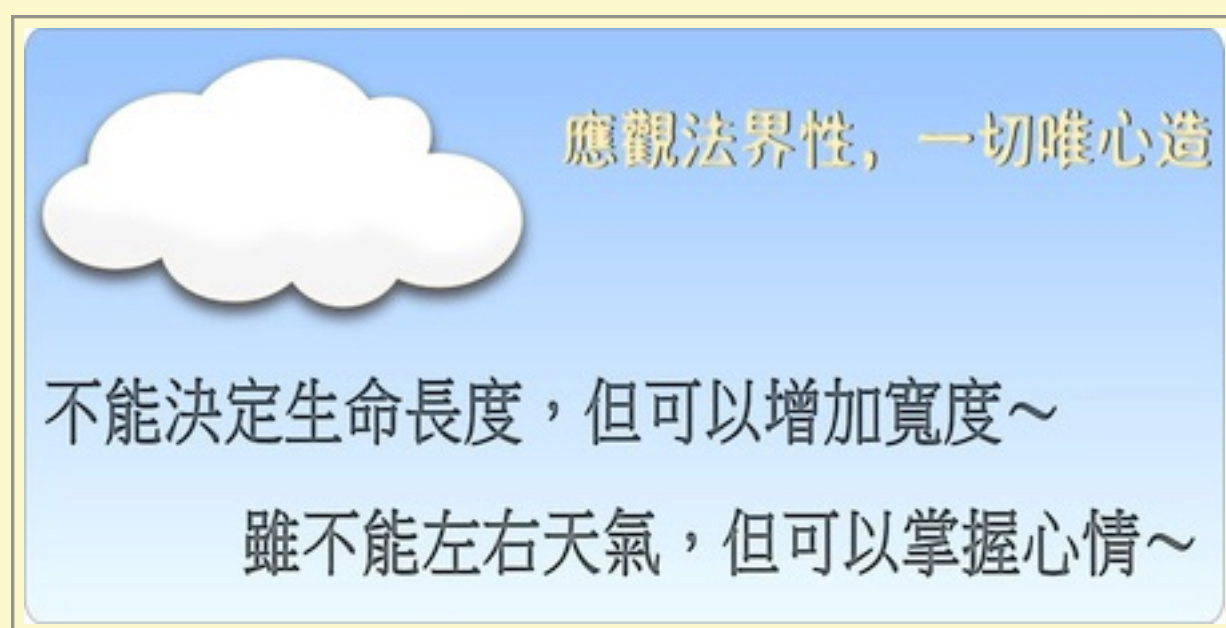 應觀法界性, 一切唯心造
不能決定生命長度，但可以增加寬度～
雖不能左右天氣，但可以掌握心情～